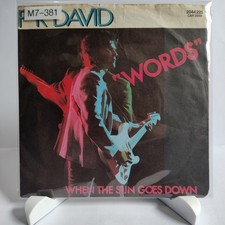 M7-381
F.R. DAVID
"WORDS"
WHEN THE SUN GOES DOWN